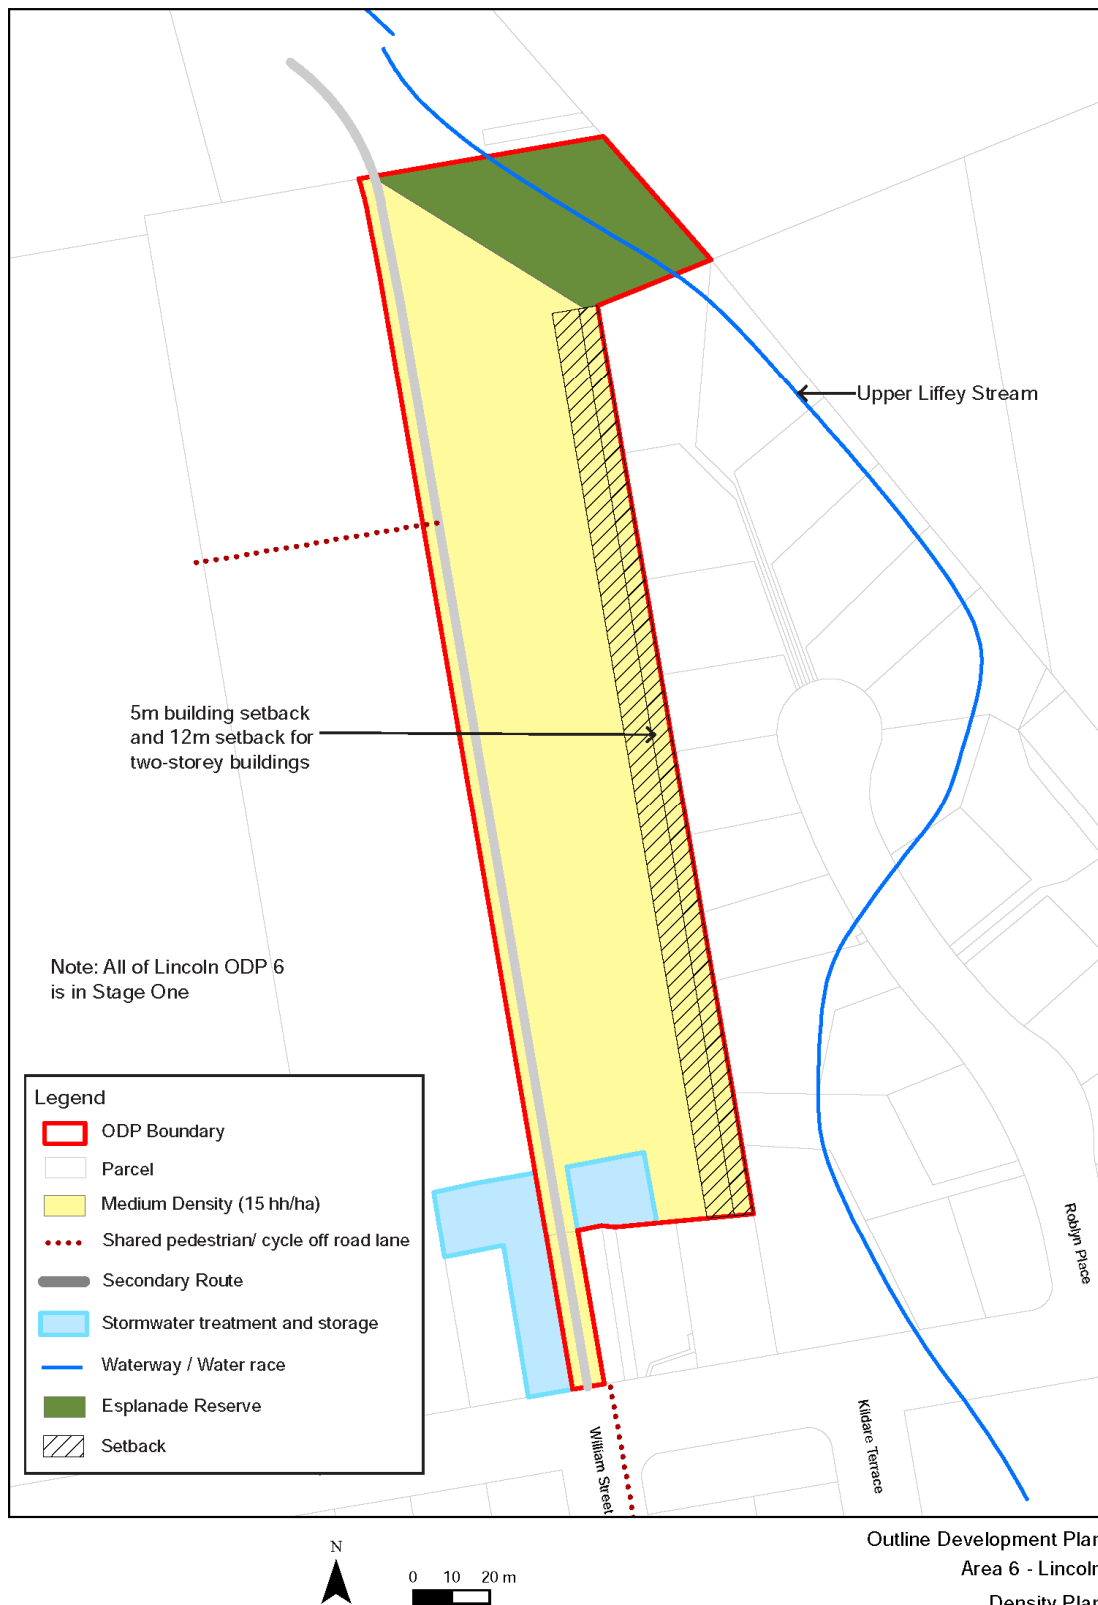 Upper Liffey Stream
5m building setback
and 12m setback for
two-storey buildings
Note: All of Lincoln ODP 6
is in Stage One
Legend
ODP Boundary
Parcel
Medium Density (15 hh/ha)
Shared pedestrian/ cycle off road lane
Secondary Route
Stormwater treatment and storage
Waterway / Water race
Esplanade Reserve
Setback
Roblyn Place
Kildare Terrace
William Street
N
0 10 20 m
Outline Development Plan
Area 6 - Lincoln
Density Plan